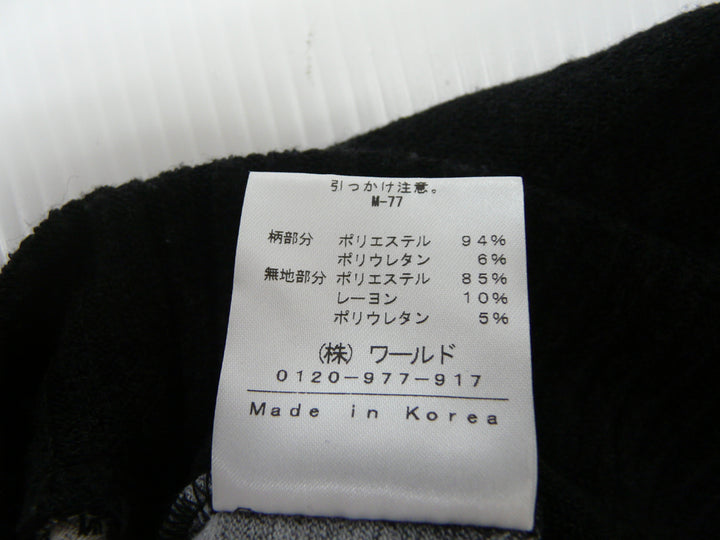 引っかけ注意。
M-77
柄部分 ポリエステル 94%
ポリウレタン 6%
無地部分 ポリエステル 85%
レーヨン 10%
ポリウレタン 5%
(株) ワールド
0120-977-917
Made in Korea